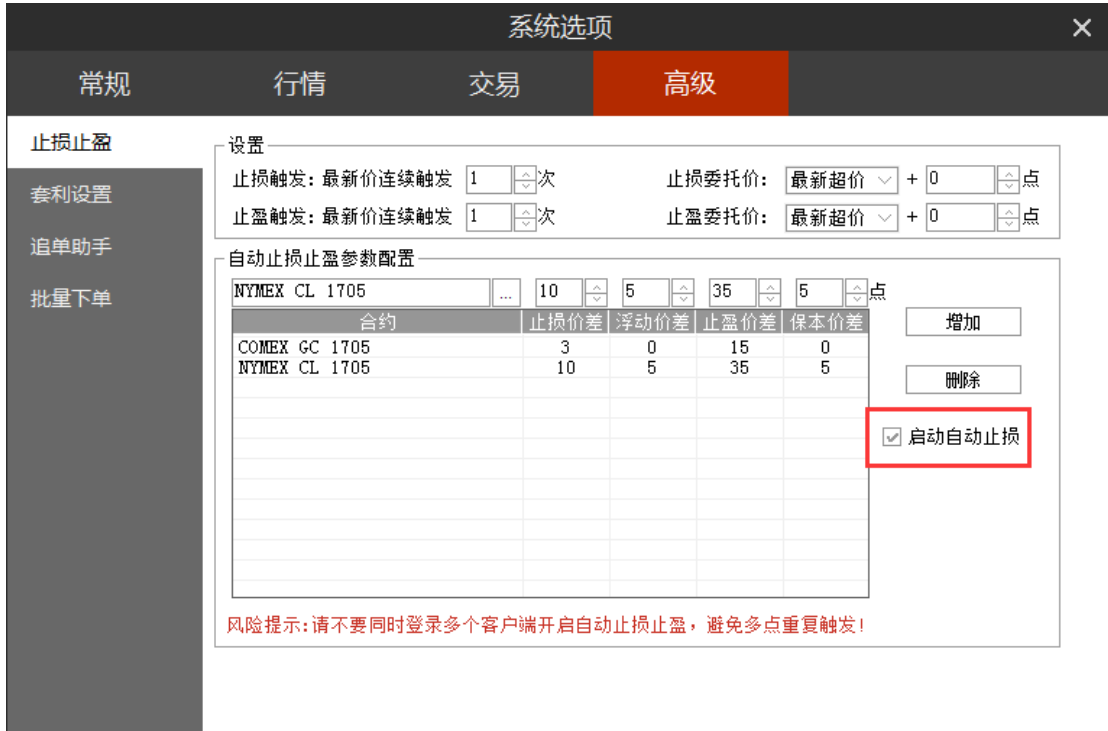 系统选项
常规 行情 交易 高级
止损止盈
套利设置
追单助手
批量下单
设置
止损触发: 最新价连续触发 1 次 止损委托价: 最新超价 + 0 点
止盈触发: 最新价连续触发 1 次 止盈委托价: 最新超价 + 0 点
自动止损止盈参数配置
NYMEX CL 1705 ... 10 5 35 5 点
合约 止损价差 浮动价差 止盈价差 保本价差
COMEX GC 1705 3 0 15 0
NYMEX CL 1705 10 5 35 5
增加
删除
启动自动止损
风险提示:请不要同时登录多个客户端开启自动止损止盈，避免多点重复触发!